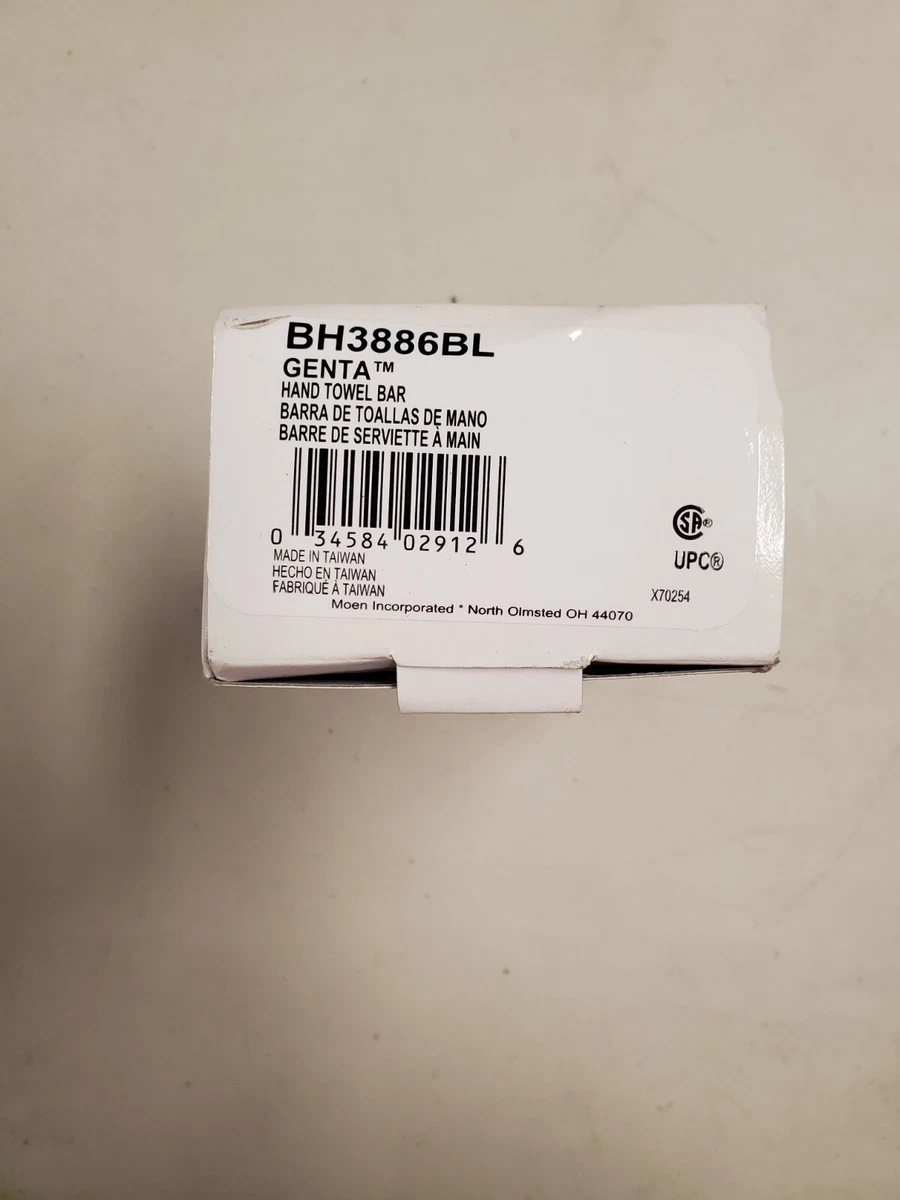 BH3886BL
GENTA™
HAND TOWEL BAR
BARRA DE TOALLAS DE MANO
BARRE DE SERVIETTE À MAIN
0 34584 02912 6
MADE IN TAIWAN
HECHO EN TAIWAN
FABRIQUÉ À TAIWAN
Moen Incorporated * North Olmsted OH 44070
SA®
UPC®
X70254